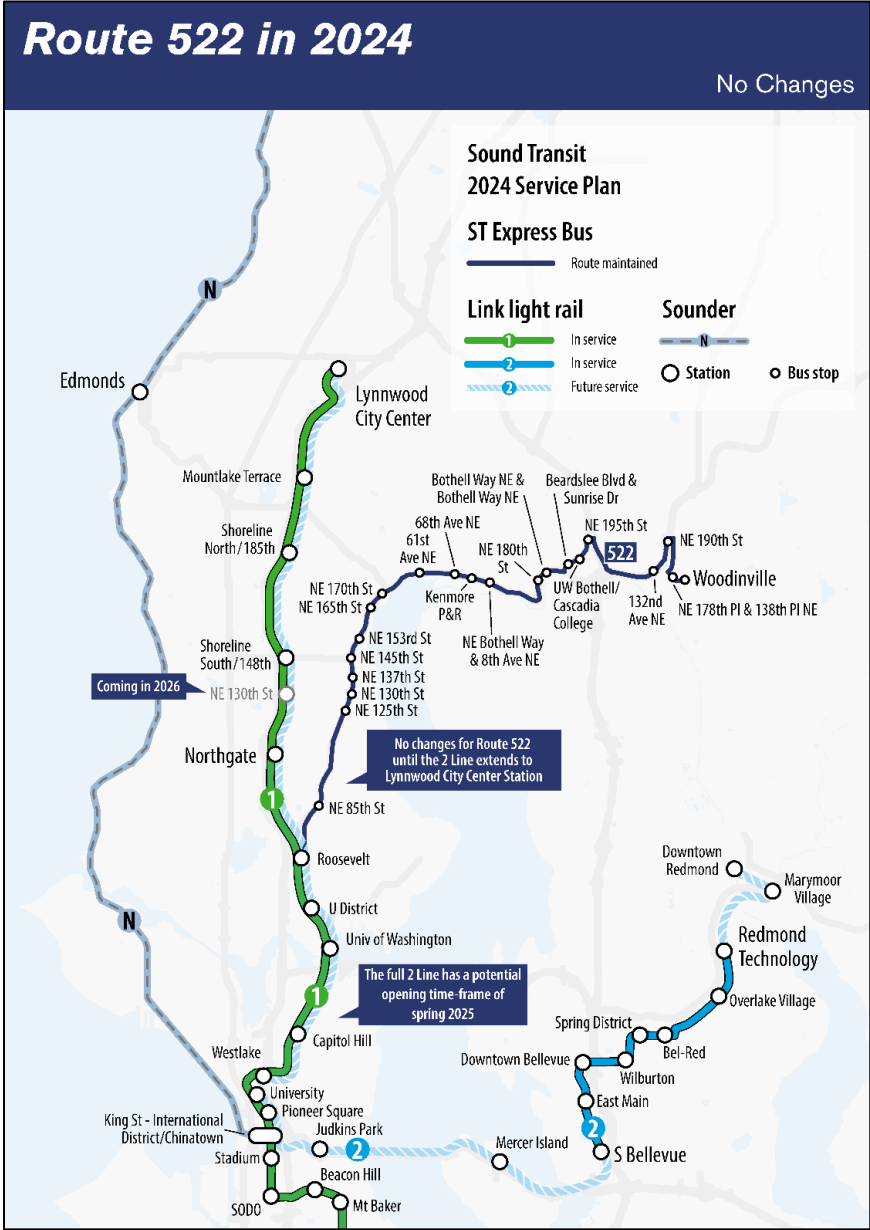 Route 522 in 2024
No Changes
Sound Transit
2024 Service Plan
ST Express Bus
Route maintained
Link light rail
Sounder
1
In service
N
2
In service
Station
Bus stop
2
Future service
N
Edmonds
Lynnwood
City Center
Mountlake Terrace
Shoreline
North/185th
Shoreline
South/148th
Coming in 2026
NE 130th St
Northgate
1
Bothell Way NE &
Bothell Way NE
Beardslee Blvd &
Sunrise Dr
68th Ave NE
61st
Ave NE
NE 180th
St
NE 195th St
522
NE 190th St
Woodinville
NE 170th St
NE 165th St
Kenmore
P&R
UW Bothell/
Cascadia
College
132nd
Ave NE
NE 178th Pl & 138th Pl NE
NE Bothell Way
& 8th Ave NE
NE 153rd St
NE 145th St
NE 137th St
NE 130th St
NE 125th St
No changes for Route 522
until the 2 Line extends to
Lynnwood City Center Station
NE 85th St
Roosevelt
U District
Univ of Washington
N
1
The full 2 Line has a potential
opening time-frame of
spring 2025
Capitol Hill
Westlake
University
Pioneer Square
King St - International
District/Chinatown
Judkins Park
2
Stadium
Beacon Hill
SODO
Mt Baker
Mercer Island
Downtown
Redmond
Marymoor
Village
Redmond
Technology
Overlake Village
Spring District
Bel-Red
Downtown Bellevue
Wilburton
East Main
2
S Bellevue